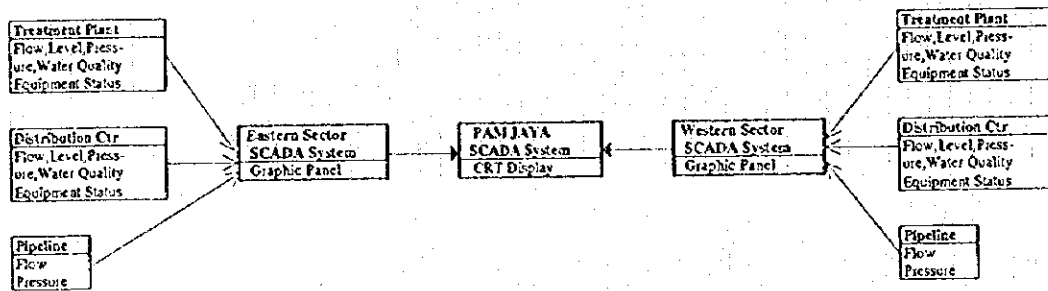 Treatment Plant
Flow,Level,Press-
ure,Water Quality
Equipment Status
Distribution Ctr
Flow,Level,Press-
ure,Water Quality
Equipment Status
Pipeline
Flow
Pressure
Eastern Sector
SCADA System
Graphic Panel
PAM JAYA
SCADA System
CRT Display
Western Sector
SCADA System
Graphic Panel
Treatment Plant
Flow,Level,Press-
ure,Water Quality
Equipment Status
Distribution Ctr
Flow,Level,Press-
ure,Water Quality
Equipment Status
Pipeline
Flow
Pressure